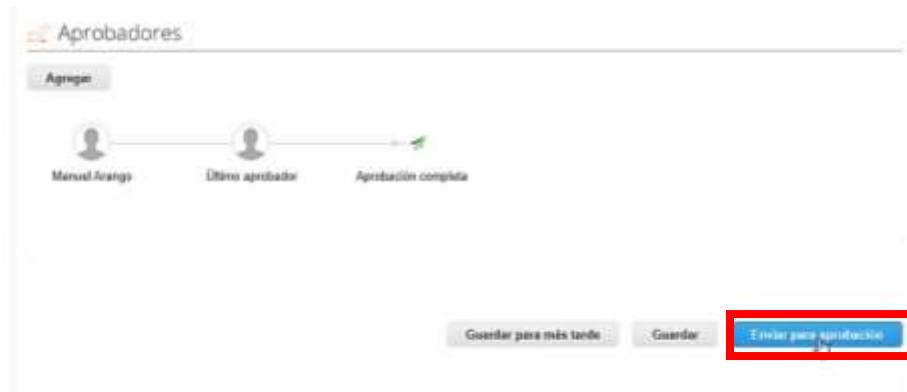 Aprobadores
Agregar
Manuel Arango Último aprobador Aprobación completa
Guardar para más tarde Guardar Enviar para aprobación